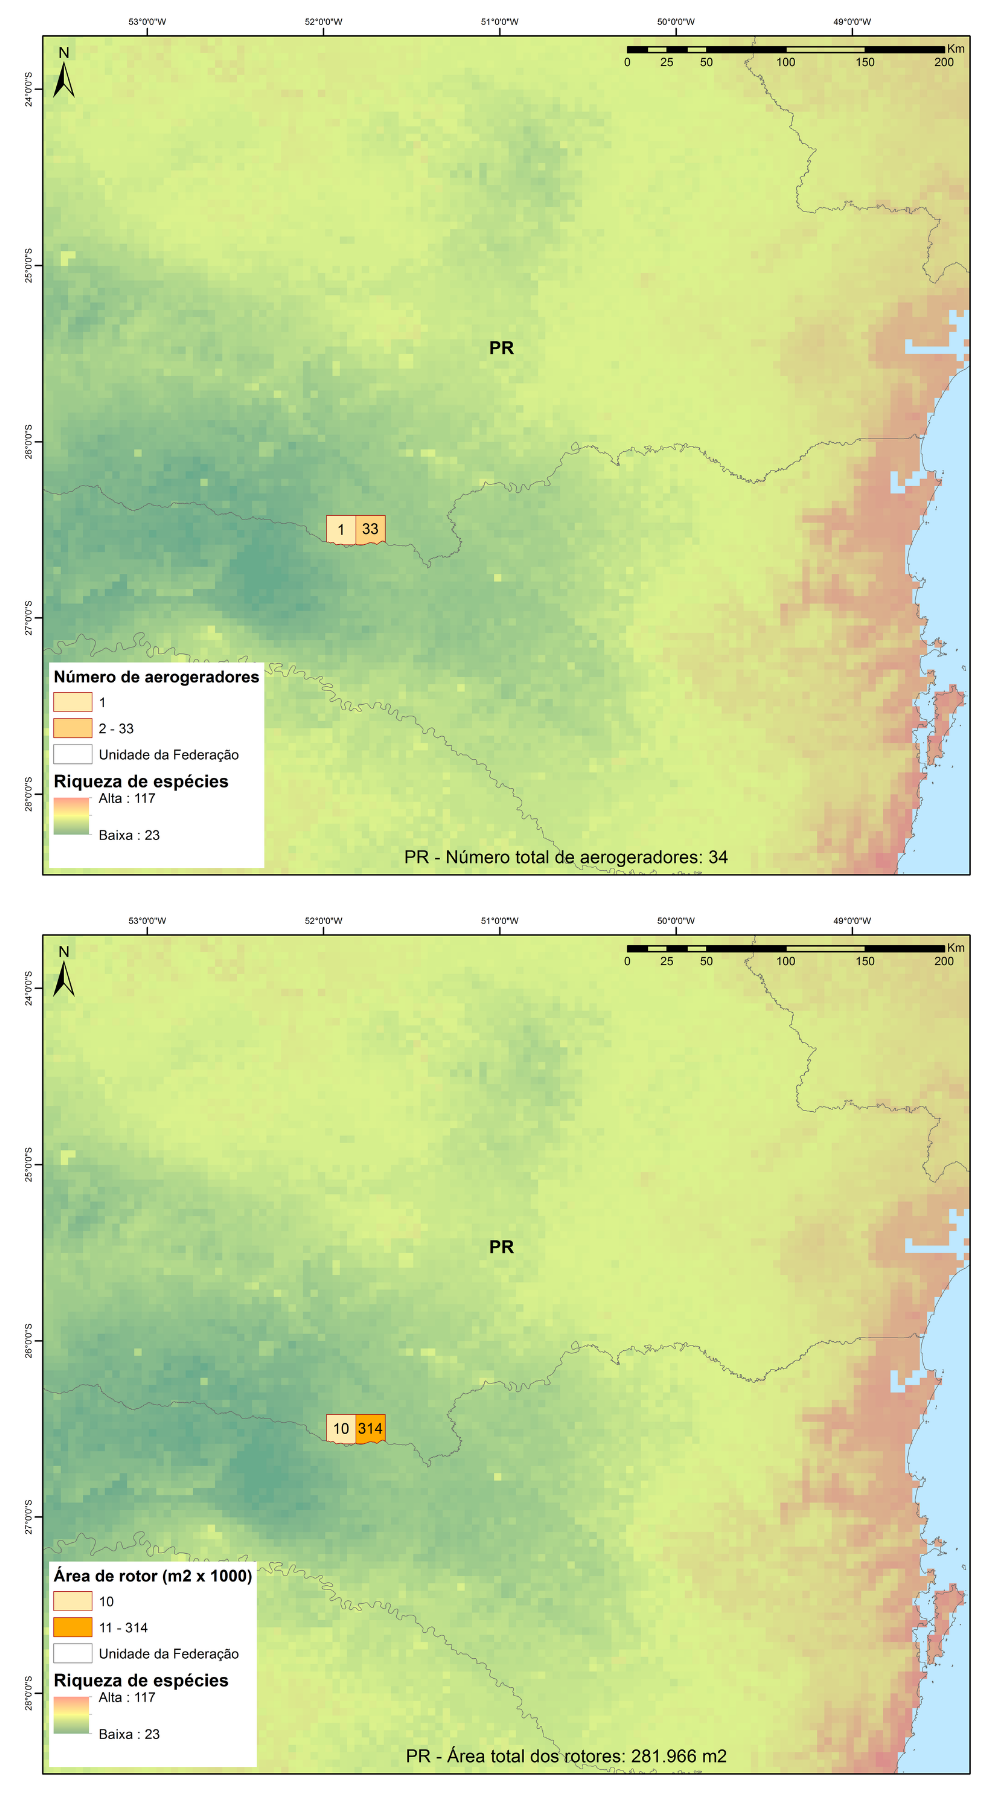 53°0'0"W 52°0'0"W 51°0'0"W 50°0'0"W 49°0'0"W
N
Km
0 25 50 100 150 200
24°0'0"S
25°0'0"S
PR
26°0'0"S
1 33
27°0'0"S
Número de aerogeradores
1
2 - 33
Unidade da Federação
Riqueza de espécies
Alta : 117
Baixa : 23
28°0'0"S
PR - Número total de aerogeradores: 34
53°0'0"W 52°0'0"W 51°0'0"W 50°0'0"W 49°0'0"W
N
Km
0 25 50 100 150 200
24°0'0"S
25°0'0"S
PR
26°0'0"S
10 314
27°0'0"S
Área de rotor (m2 x 1000)
10
11 - 314
Unidade da Federação
Riqueza de espécies
Alta : 117
Baixa : 23
28°0'0"S
PR - Área total dos rotores: 281.966 m2